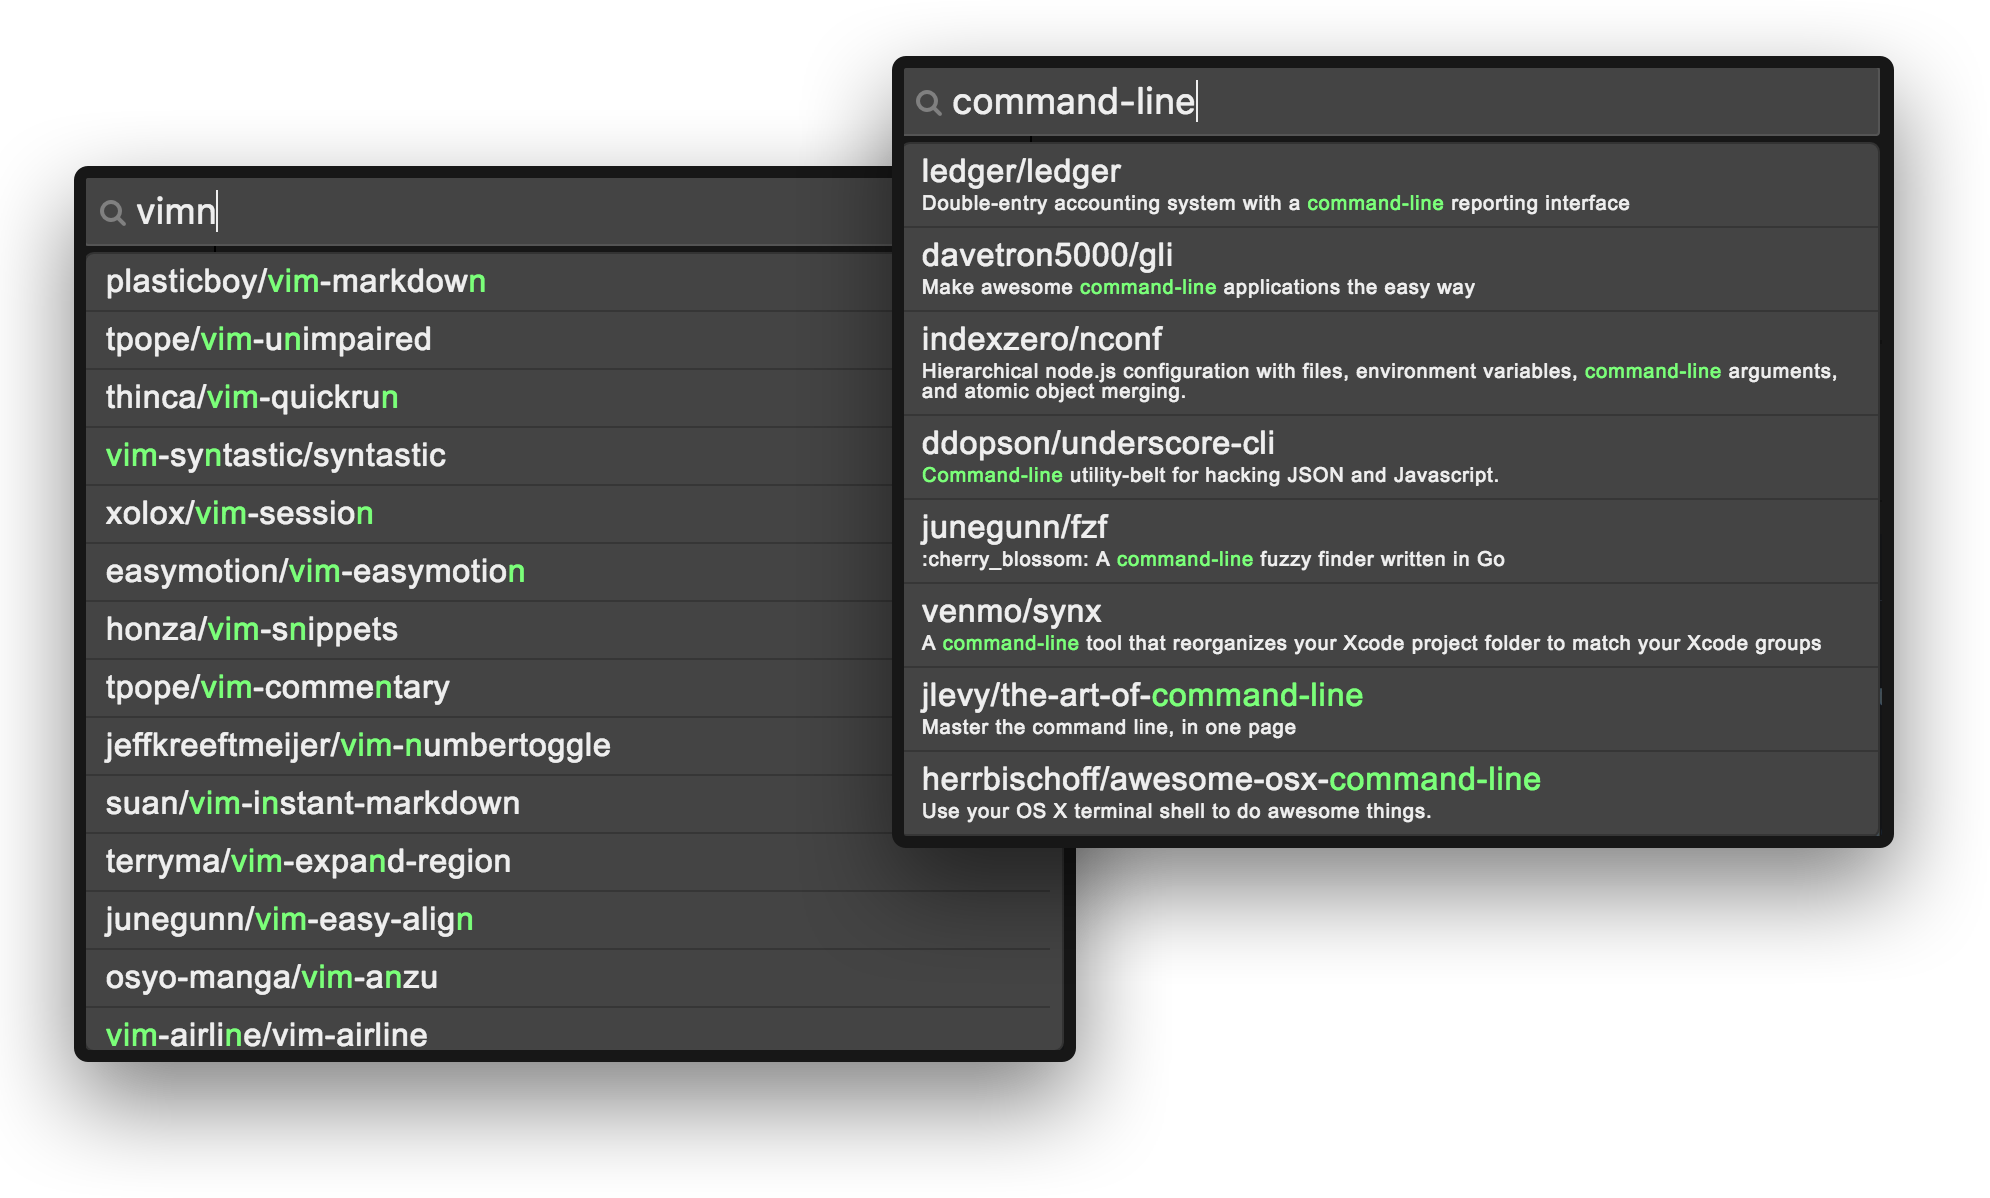 vimn
plasticboy/vim-markdown
tpope/vim-unimpaired
thinca/vim-quickrun
vim-syntastic/syntastic
xolox/vim-session
easymotion/vim-easymotion
honza/vim-snippets
tpope/vim-commentary
jeffkreeftmeijer/vim-numbertoggle
suan/vim-instant-markdown
terryma/vim-expand-region
junegunn/vim-easy-align
osyo-manga/vim-anzu
vim-airline/vim-airline
command-line
ledger/ledger
Double-entry accounting system with a command-line reporting interface
davetron5000/gli
Make awesome command-line applications the easy way
indexzero/nconf
Hierarchical node.js configuration with files, environment variables, command-line arguments,
and atomic object merging.
ddopson/underscore-cli
Command-line utility-belt for hacking JSON and Javascript.
junegunn/fzf
:cherry_blossom: A command-line fuzzy finder written in Go
venmo/synx
A command-line tool that reorganizes your Xcode project folder to match your Xcode groups
jlevy/the-art-of-command-line
Master the command line, in one page
herrbischoff/awesome-osx-command-line
Use your OS X terminal shell to do awesome things.